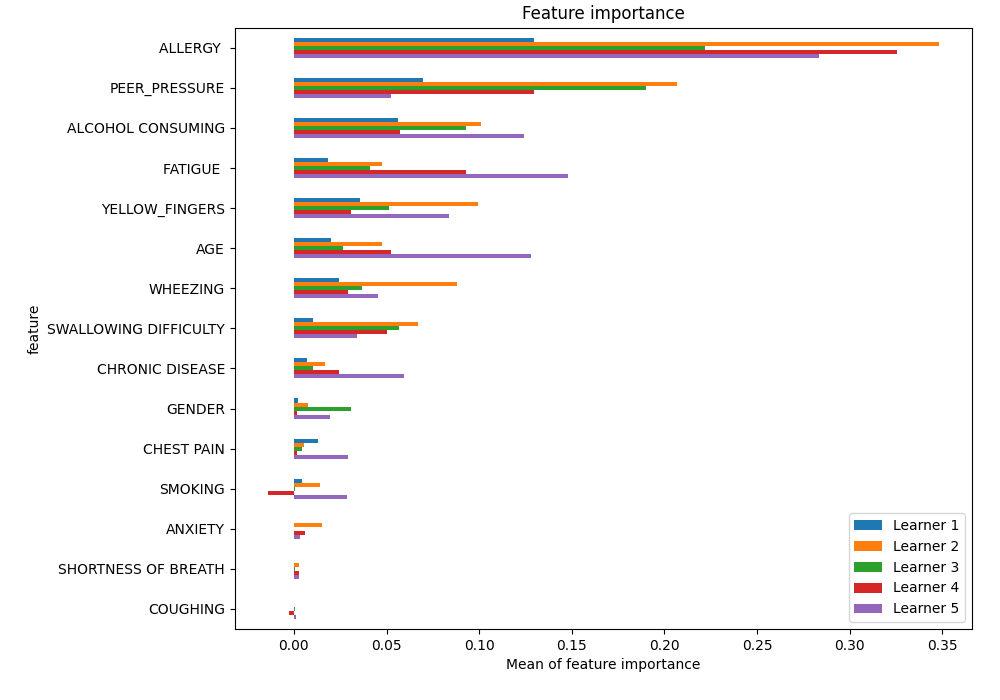 Feature importance
ALLERGY
PEER_PRESSURE
ALCOHOL CONSUMING
FATIGUE
YELLOW_FINGERS
AGE
WHEEZING
SWALLOWING DIFFICULTY
CHRONIC DISEASE
GENDER
CHEST PAIN
SMOKING
ANXIETY
SHORTNESS OF BREATH
COUGHING
feature
Learner 1
Learner 2
Learner 3
Learner 4
Learner 5
0.00 0.05 0.10 0.15 0.20 0.25 0.30 0.35
Mean of feature importance